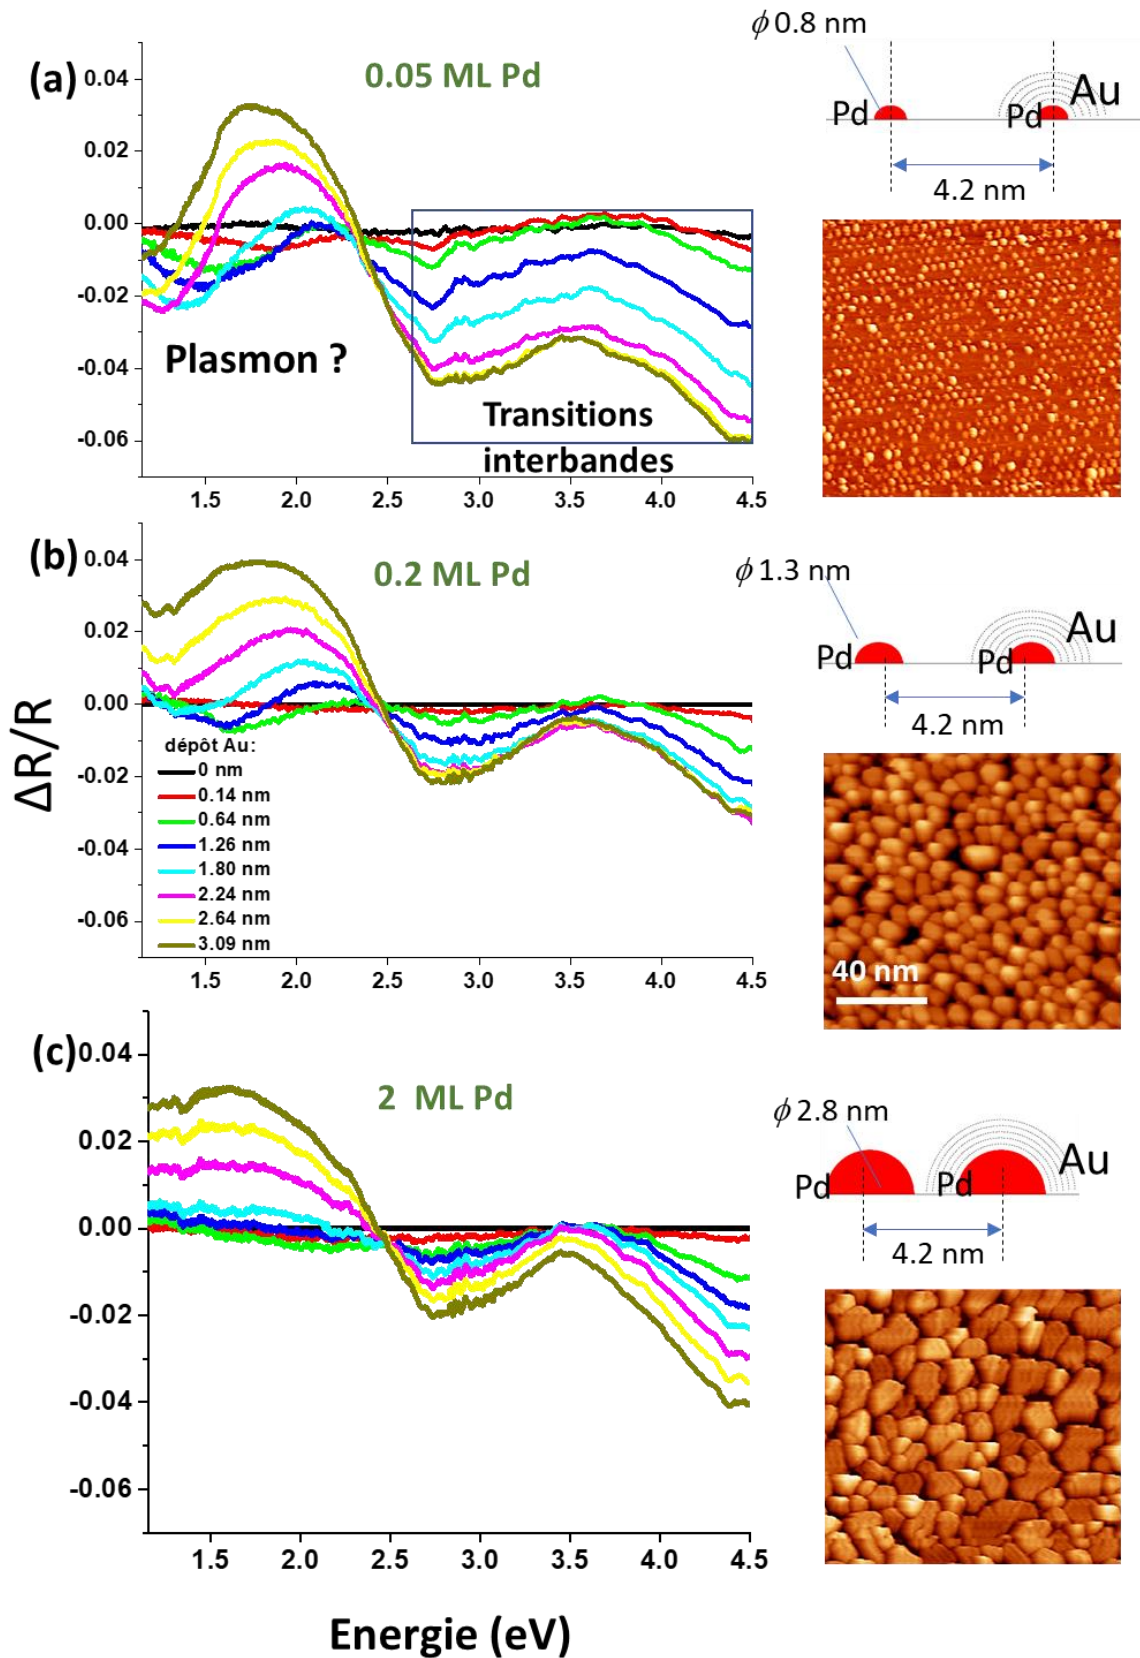 (a)
0.05 ML Pd
0.04
0.02
0.00
-0.02
-0.04
-0.06
Plasmon ?
Transitions
interbandes
1.5 2.0 2.5 3.0 3.5 4.0 4.5
ϕ 0.8 nm
Pd Pd Au
4.2 nm
(b)
0.2 ML Pd
0.04
0.02
0.00
-0.02
-0.04
-0.06
dépôt Au:
0 nm
0.14 nm
0.64 nm
1.26 nm
1.80 nm
2.24 nm
2.64 nm
3.09 nm
1.5 2.0 2.5 3.0 3.5 4.0 4.5
ΔR/R
ϕ 1.3 nm
Pd Pd Au
4.2 nm
40 nm
(c)
2 ML Pd
0.04
0.02
0.00
-0.02
-0.04
-0.06
1.5 2.0 2.5 3.0 3.5 4.0 4.5
ϕ 2.8 nm
Pd Pd Au
4.2 nm
Energie (eV)